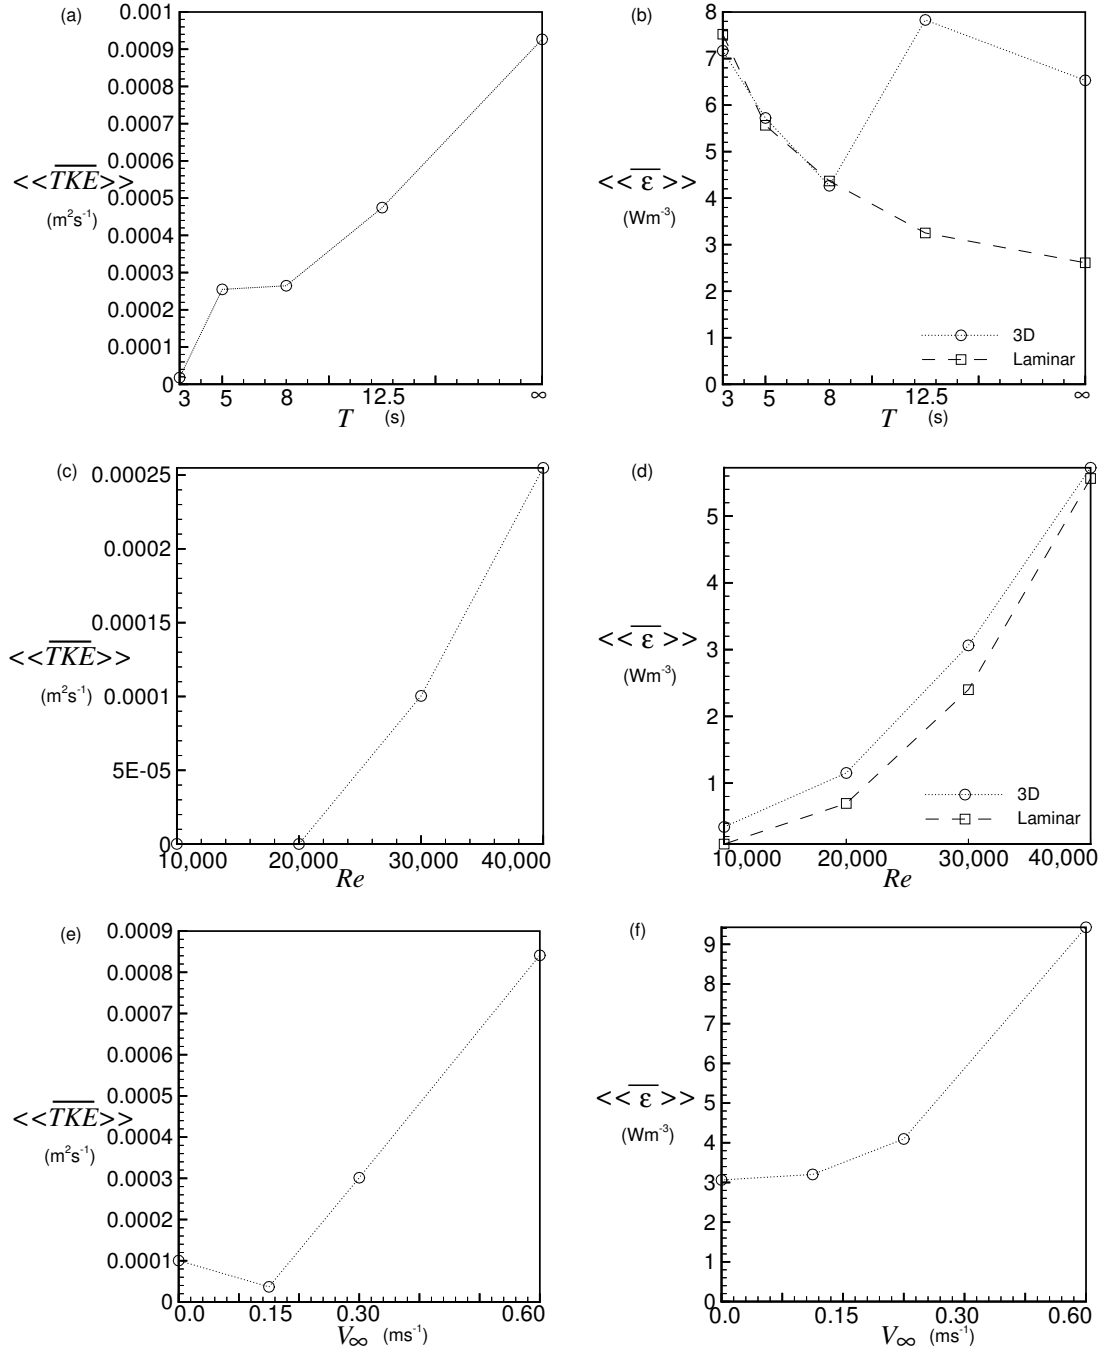 (a)
0.001
0.0009
0.0008
0.0007
0.0006
0.0005
0.0004
0.0003
0.0002
0.0001
0
<<TKE>>
(m²s⁻¹)
3 5 8 12.5 ∞
T (s)
(b)
8
7
6
5
4
3
2
1
0
<<ε>>
(Wm⁻³)
3D
Laminar
3 5 8 12.5 ∞
T (s)
(c)
0.00025
0.0002
0.00015
0.0001
5E-05
0
<<TKE>>
(m²s⁻¹)
10,000 20,000 30,000 40,000
Re
(d)
5
4
3
2
1
<<ε>>
(Wm⁻³)
3D
Laminar
10,000 20,000 30,000 40,000
Re
(e)
0.0009
0.0008
0.0007
0.0006
0.0005
0.0004
0.0003
0.0002
0.0001
0
<<TKE>>
(m²s⁻¹)
0.0 0.15 0.30 0.60
V∞ (ms⁻¹)
(f)
9
8
7
6
5
4
3
2
1
0
<<ε>>
(Wm⁻³)
0.0 0.15 0.30 0.60
V∞ (ms⁻¹)